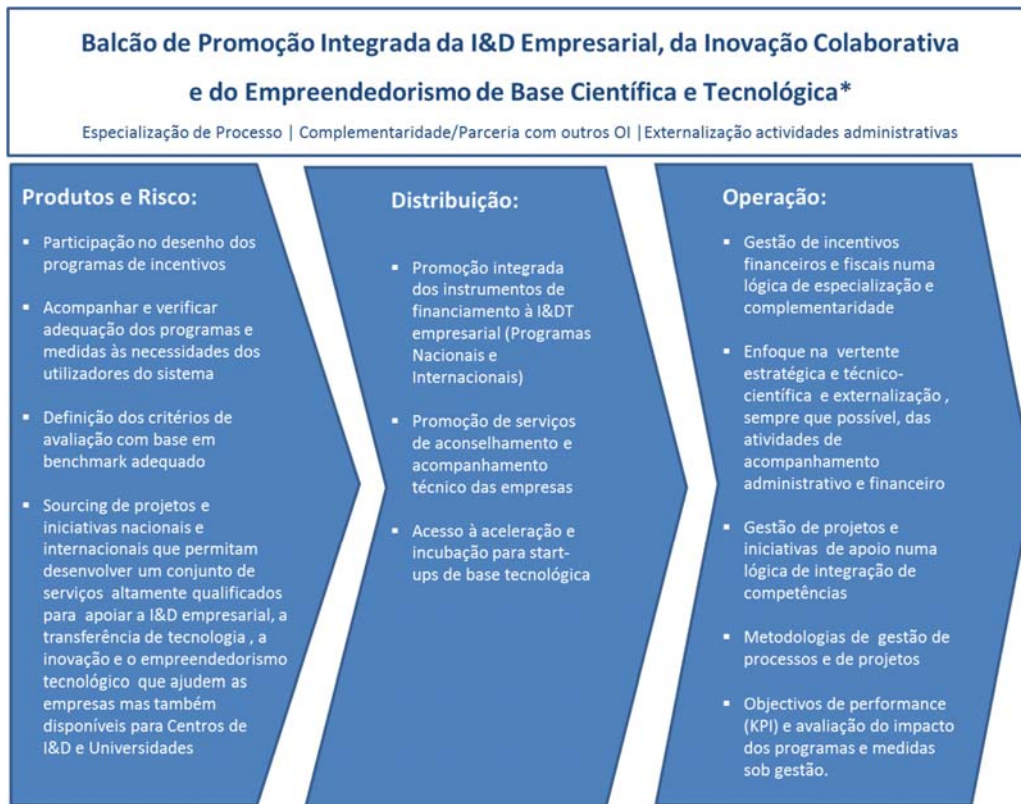 Balcão de Promoção Integrada da I&D Empresarial, da Inovação Colaborativa
e do Empreendedorismo de Base Científica e Tecnológica*
Especialização de Processo | Complementaridade/Parceria com outros OI |Externalização actividades administrativas
Produtos e Risco:
▪ Participação no desenho dos
programas de incentivos
▪ Acompanhar e verificar
adequação dos programas e
medidas às necessidades dos
utilizadores do sistema
▪ Definição dos critérios de
avaliação com base em
benchmark adequado
▪ Sourcing de projetos e
iniciativas nacionais e
internacionais que permitam
desenvolver um conjunto de
serviços altamente qualificados
para apoiar a I&D empresarial, a
transferência de tecnologia , a
inovação e o empreendedorismo
tecnológico que ajudem as
empresas mas também
disponíveis para Centros de
I&D e Universidades
Distribuição:
▪ Promoção integrada
dos instrumentos de
financiamento à I&DT
empresarial (Programas
Nacionais e
Internacionais)
▪ Promoção de serviços
de aconselhamento e
acompanhamento
técnico das empresas
▪ Acesso à aceleração e
incubação para start-
ups de base tecnológica
Operação:
▪ Gestão de incentivos
financeiros e fiscais numa
lógica de especialização e
complementaridade
▪ Enfoque na vertente
estratégica e técnico-
científica e externalização ,
sempre que possível, das
atividades de
acompanhamento
administrativo e financeiro
▪ Gestão de projetos e
iniciativas de apoio numa
lógica de integração de
competências
▪ Metodologias de gestão de
processos e de projetos
▪ Objectivos de performance
(KPI) e avaliação do impacto
dos programas e medidas
sob gestão.